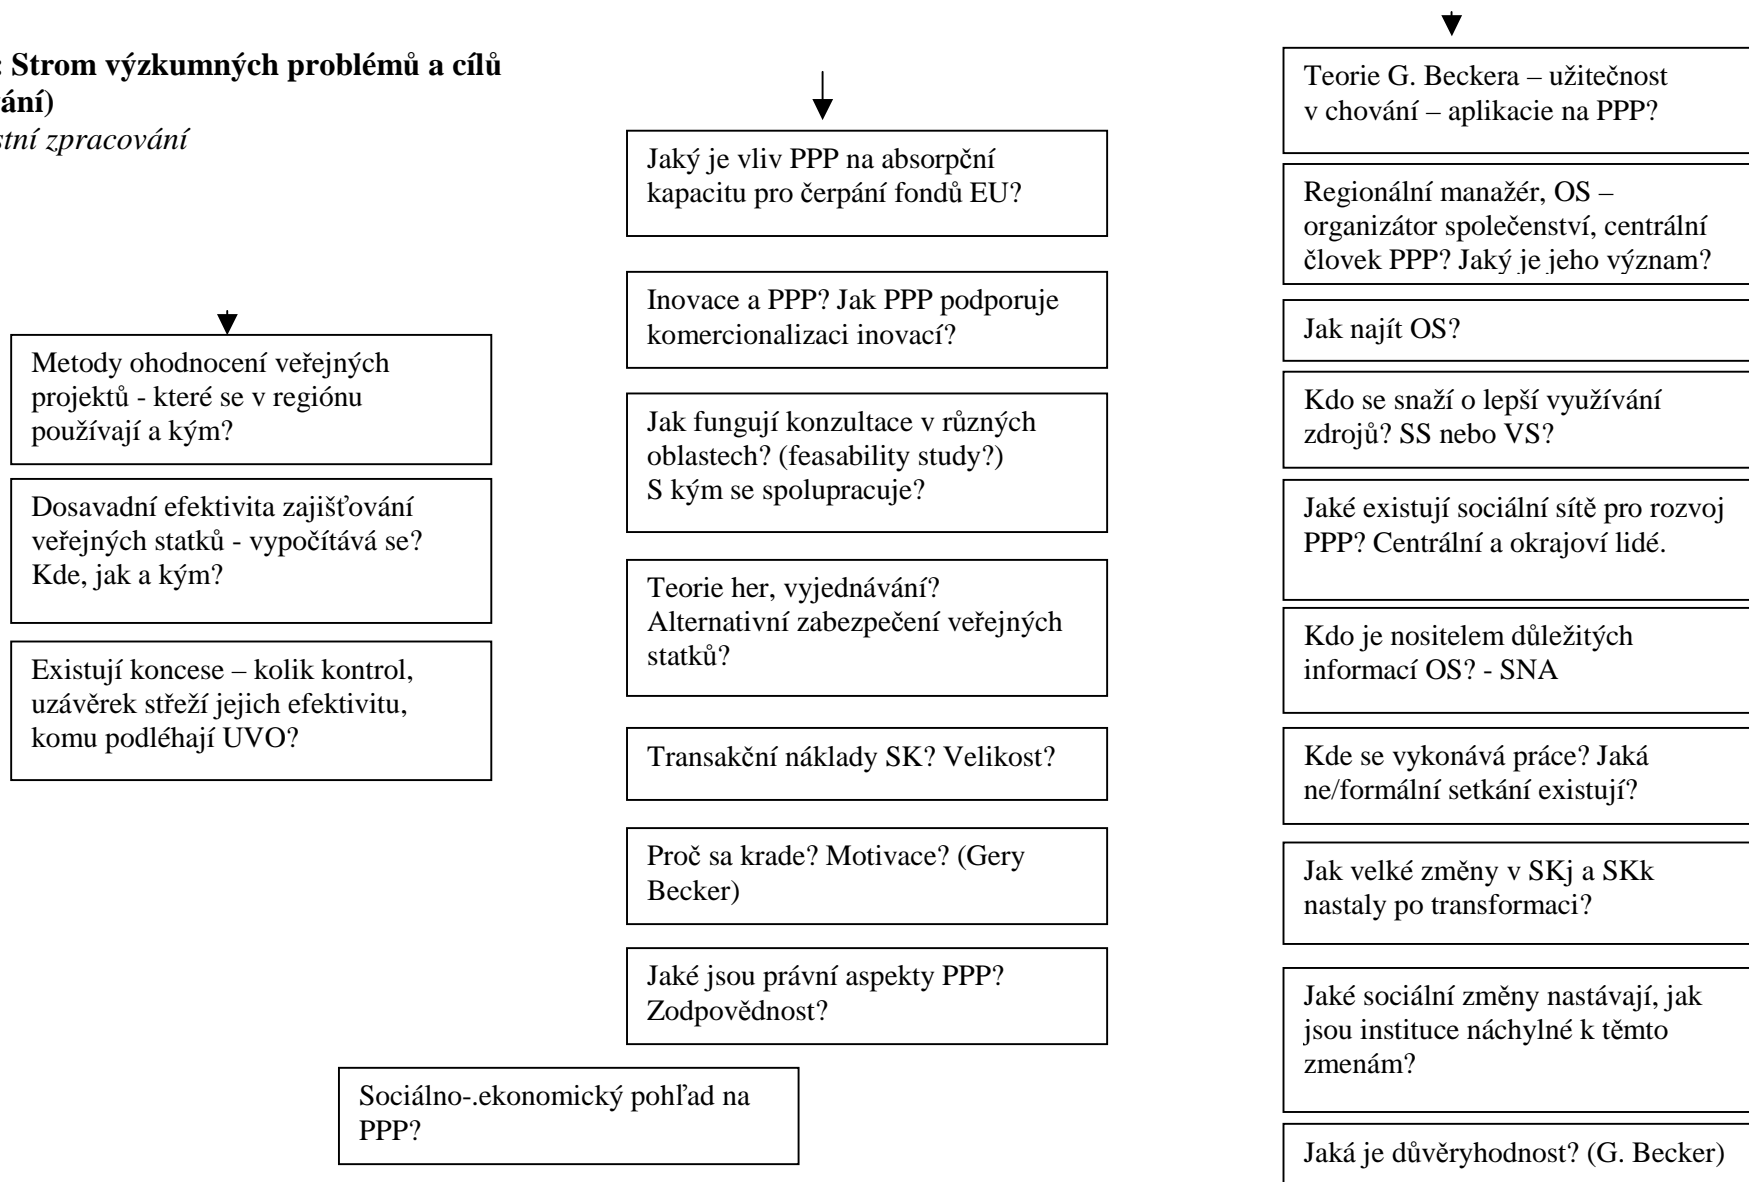 : Strom výzkumných problémů a cílů
ání)
stní zpracování
Metody ohodnocení veřejných
projektů - které se v regiónu
používají a kým?
Dosavadní efektivita zajišťování
veřejných statků - vypočítává se?
Kde, jak a kým?
Existují koncese – kolik kontrol,
uzávěrek střeží jejich efektivitu,
komu podléhají UVO?
Jaký je vliv PPP na absorpční
kapacitu pro čerpání fondů EU?
Inovace a PPP? Jak PPP podporuje
komercionalizaci inovací?
Jak fungují konzultace v různých
oblastech? (feasability study?)
S kým se spolupracuje?
Teorie her, vyjednávání?
Alternativní zabezpečení veřejných
statků?
Transakční náklady SK? Velikost?
Proč sa krade? Motivace? (Gery
Becker)
Jaké jsou právní aspekty PPP?
Zodpovědnost?
Sociálno-.ekonomický pohľad na
PPP?
Teorie G. Beckera – užitečnost
v chování – aplikacie na PPP?
Regionální manažér, OS –
organizátor společenství, centrální
človek PPP? Jaký je jeho význam?
Jak najít OS?
Kdo se snaží o lepší využívání
zdrojů? SS nebo VS?
Jaké existují sociální sítě pro rozvoj
PPP? Centrální a okrajoví lidé.
Kdo je nositelem důležitých
informací OS? - SNA
Kde se vykonává práce? Jaká
ne/formální setkání existují?
Jak velké změny v SKj a SKk
nastaly po transformaci?
Jaké sociální změny nastávají, jak
jsou instituce náchylné k těmto
zmenám?
Jaká je důvěryhodnost? (G. Becker)